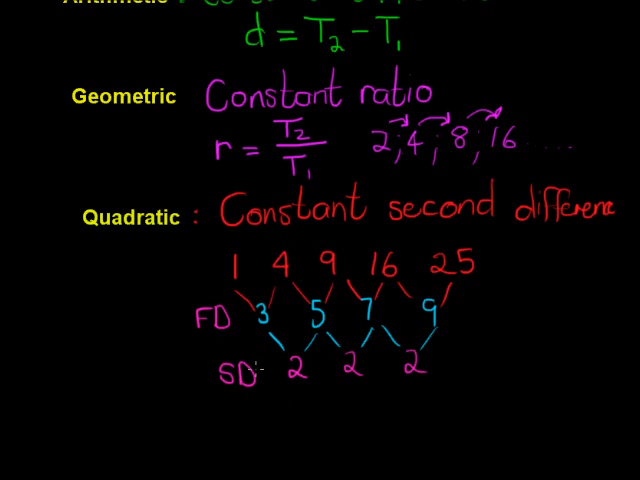 d = T₂ - T₁
Geometric Constant ratio
r = T₂/T₁ 2; 4; 8; 16 .....
Quadratic : Constant second difference
1 4 9 16 25
FD 3 5 7 9
SD 2 2 2